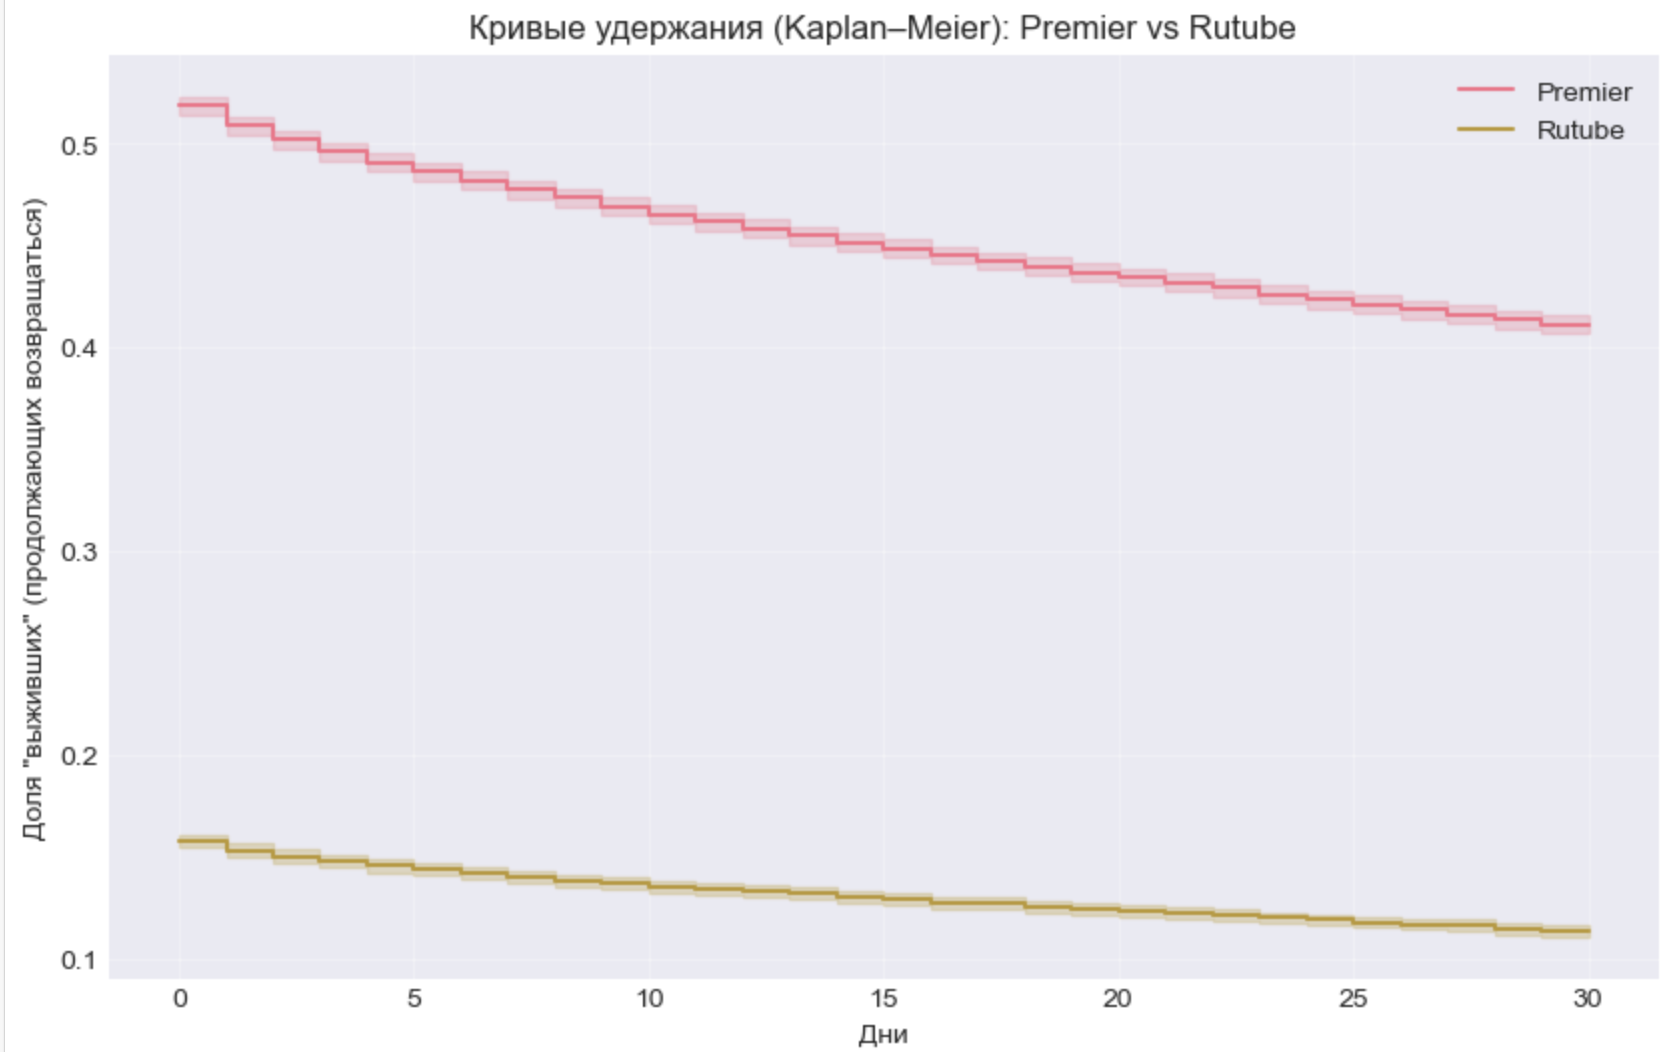 Кривые удержания (Kaplan–Meier): Premier vs Rutube
Premier
Rutube
Доля "выживших" (продолжающих возвращаться)
0.5
0.4
0.3
0.2
0.1
0 5 10 15 20 25 30
Дни